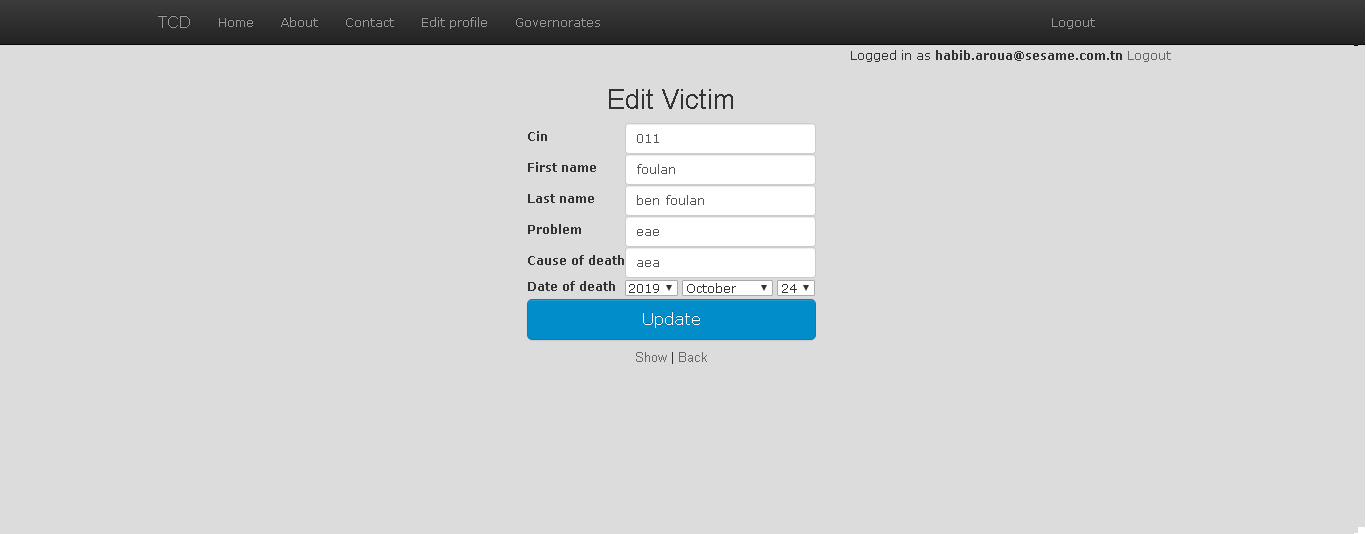 TCD Home About Contact Edit profile Governorates Logout
Logged in as habib.aroua@sesame.com.tn Logout
Edit Victim
Cin 011
First name foulan
Last name ben foulan
Problem eae
Cause of death aea
Date of death 2019 October 24
Update
Show | Back